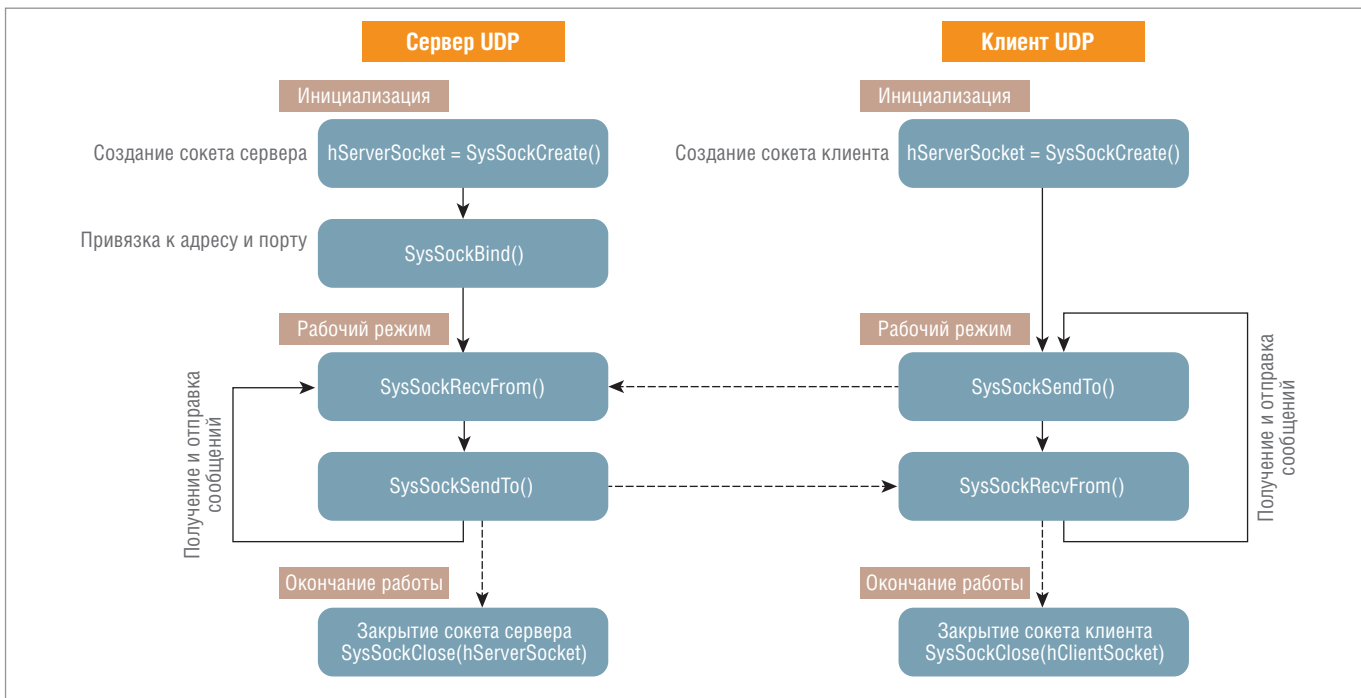 Сервер UDP
Клиент UDP
Инициализация
Инициализация
Создание сокета сервера
hServerSocket = SysSockCreate()
Создание сокета клиента
hServerSocket = SysSockCreate()
Привязка к адресу и порту
SysSockBind()
Рабочий режим
Рабочий режим
SysSockRecvFrom()
SysSockSendTo()
Получение и отправка
сообщений
Получение и отправка
сообщений
SysSockSendTo()
SysSockRecvFrom()
Окончание работы
Окончание работы
Закрытие сокета сервера
SysSockClose(hServerSocket)
Закрытие сокета клиента
SysSockClose(hClientSocket)